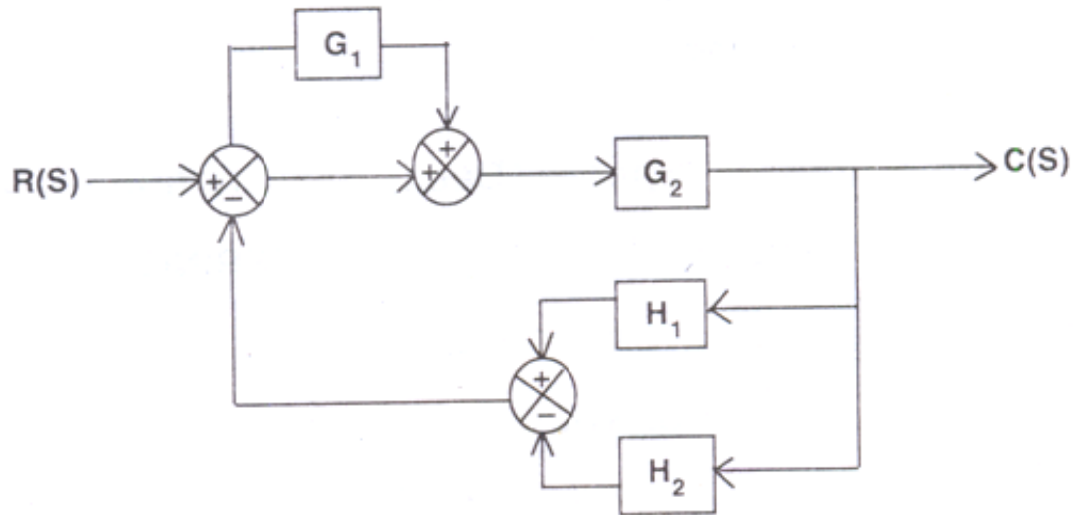 G₁
R(S)
+
−
+
+
G₂
C(S)
H₁
+
−
H₂